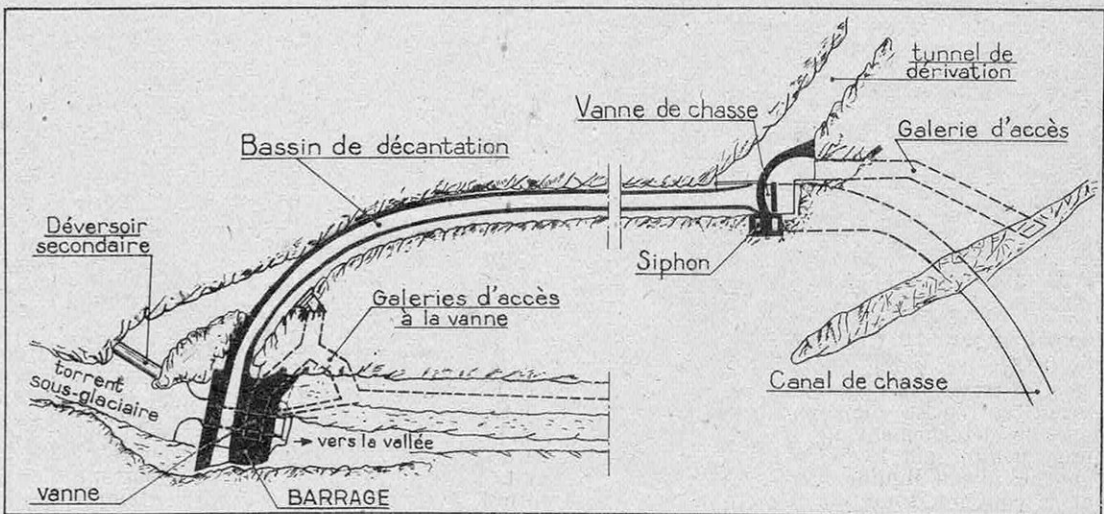 tunnel de
dérivation
Vanne de chasse
Galerie d'accès
Bassin de décantation
Déversoir
secondaire
Siphon
Galeries d'accès
à la vanne
torrent
sous-glaciaire
Canal de chasse
vers la vallée
vanne
BARRAGE